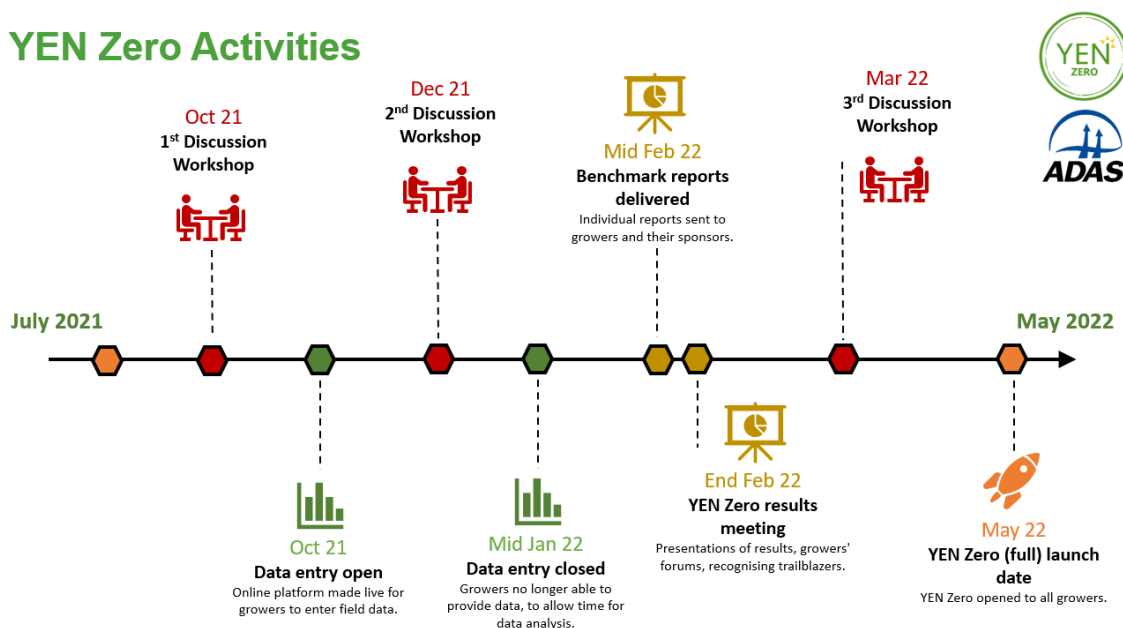 YEN Zero Activities
YEN
ZERO
ADAS
Oct 21
1st Discussion
Workshop
Dec 21
2nd Discussion
Workshop
Mid Feb 22
Benchmark reports
delivered
Individual reports sent to
growers and their sponsors.
Mar 22
3rd Discussion
Workshop
July 2021
May 2022
Oct 21
Data entry open
Online platform made live for
growers to enter field data.
Mid Jan 22
Data entry closed
Growers no longer able to
provide data, to allow time for
data analysis.
End Feb 22
YEN Zero results
meeting
Presentations of results, growers'
forums, recognising trailblazers.
May 22
YEN Zero (full) launch
date
YEN Zero opened to all growers.